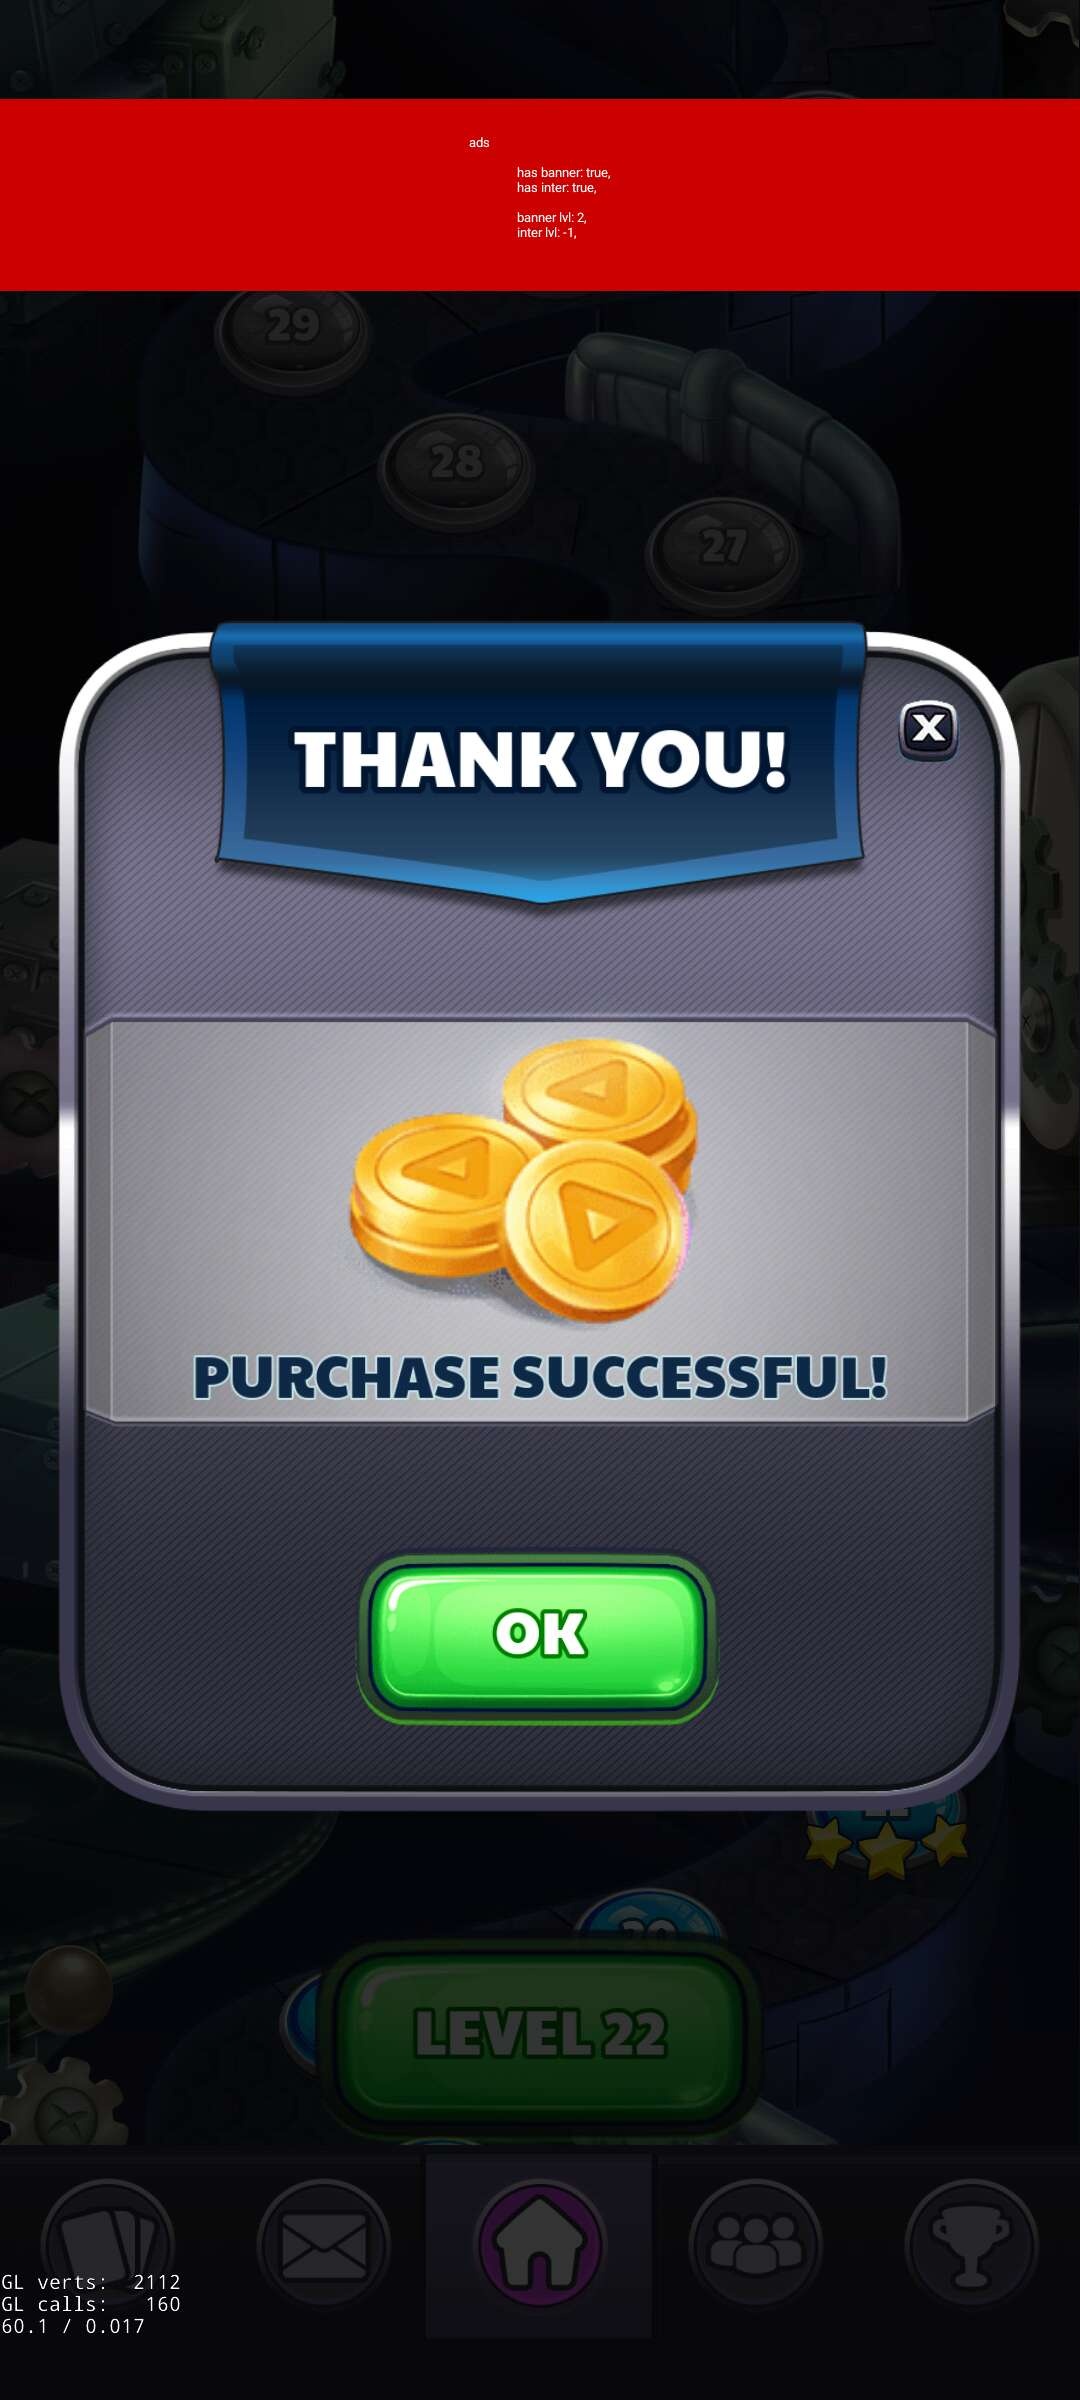 ads
has banner: true,
has inter: true,
banner lvl: 2,
inter lvl: -1,
29
28
27
THANK YOU!
X
PURCHASE SUCCESSFUL!
OK
20
LEVEL 22
GL verts: 2112
GL calls: 160
60.1 / 0.017